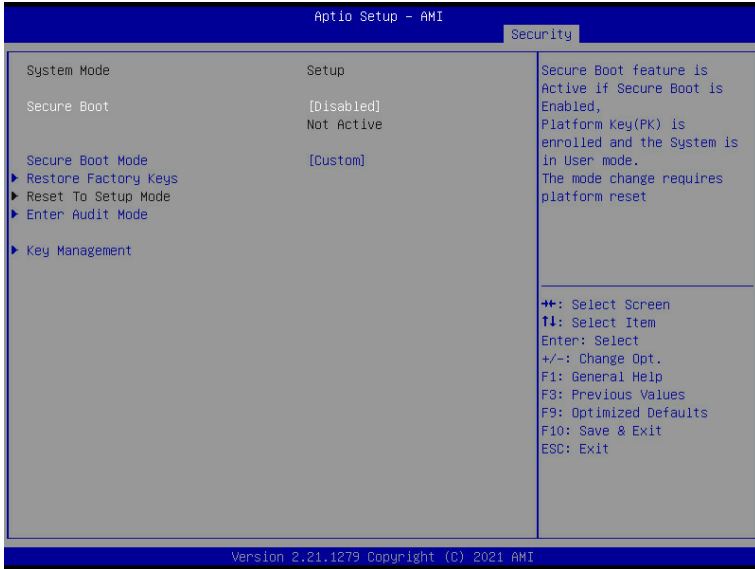 Aptio Setup – AMI
Security
System Mode Setup
Secure Boot [Disabled]
Not Active
Secure Boot Mode [Custom]
▶ Restore Factory Keys
▶ Reset To Setup Mode
▶ Enter Audit Mode
▶ Key Management
Secure Boot feature is
Active if Secure Boot is
Enabled,
Platform Key(PK) is
enrolled and the System is
in User mode.
The mode change requires
platform reset
→←: Select Screen
↑↓: Select Item
Enter: Select
+/-: Change Opt.
F1: General Help
F3: Previous Values
F9: Optimized Defaults
F10: Save & Exit
ESC: Exit
Version 2.21.1279 Copyright (C) 2021 AMI